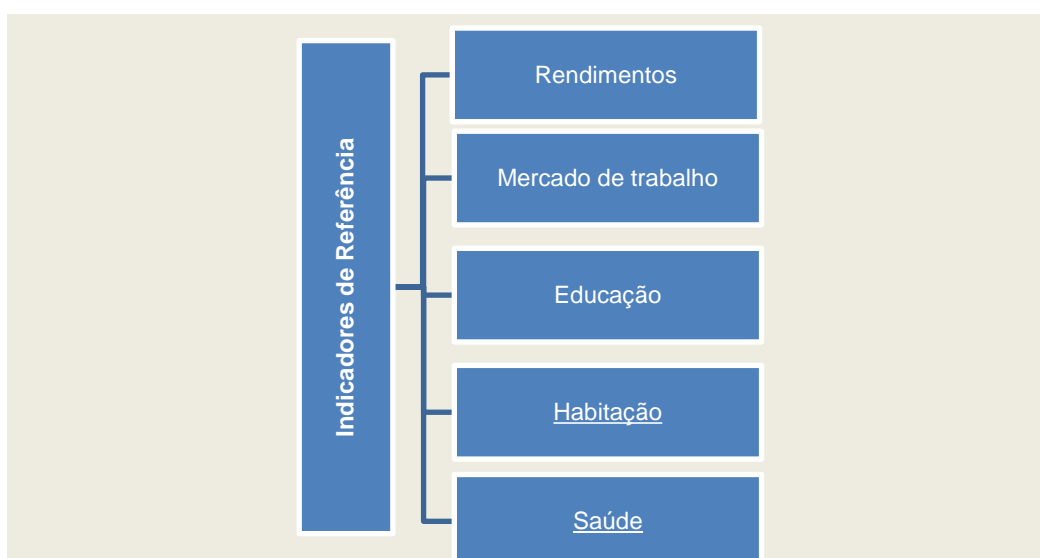 Indicadores de Referência
Rendimentos
Mercado de trabalho
Educação
Habitação
Saúde